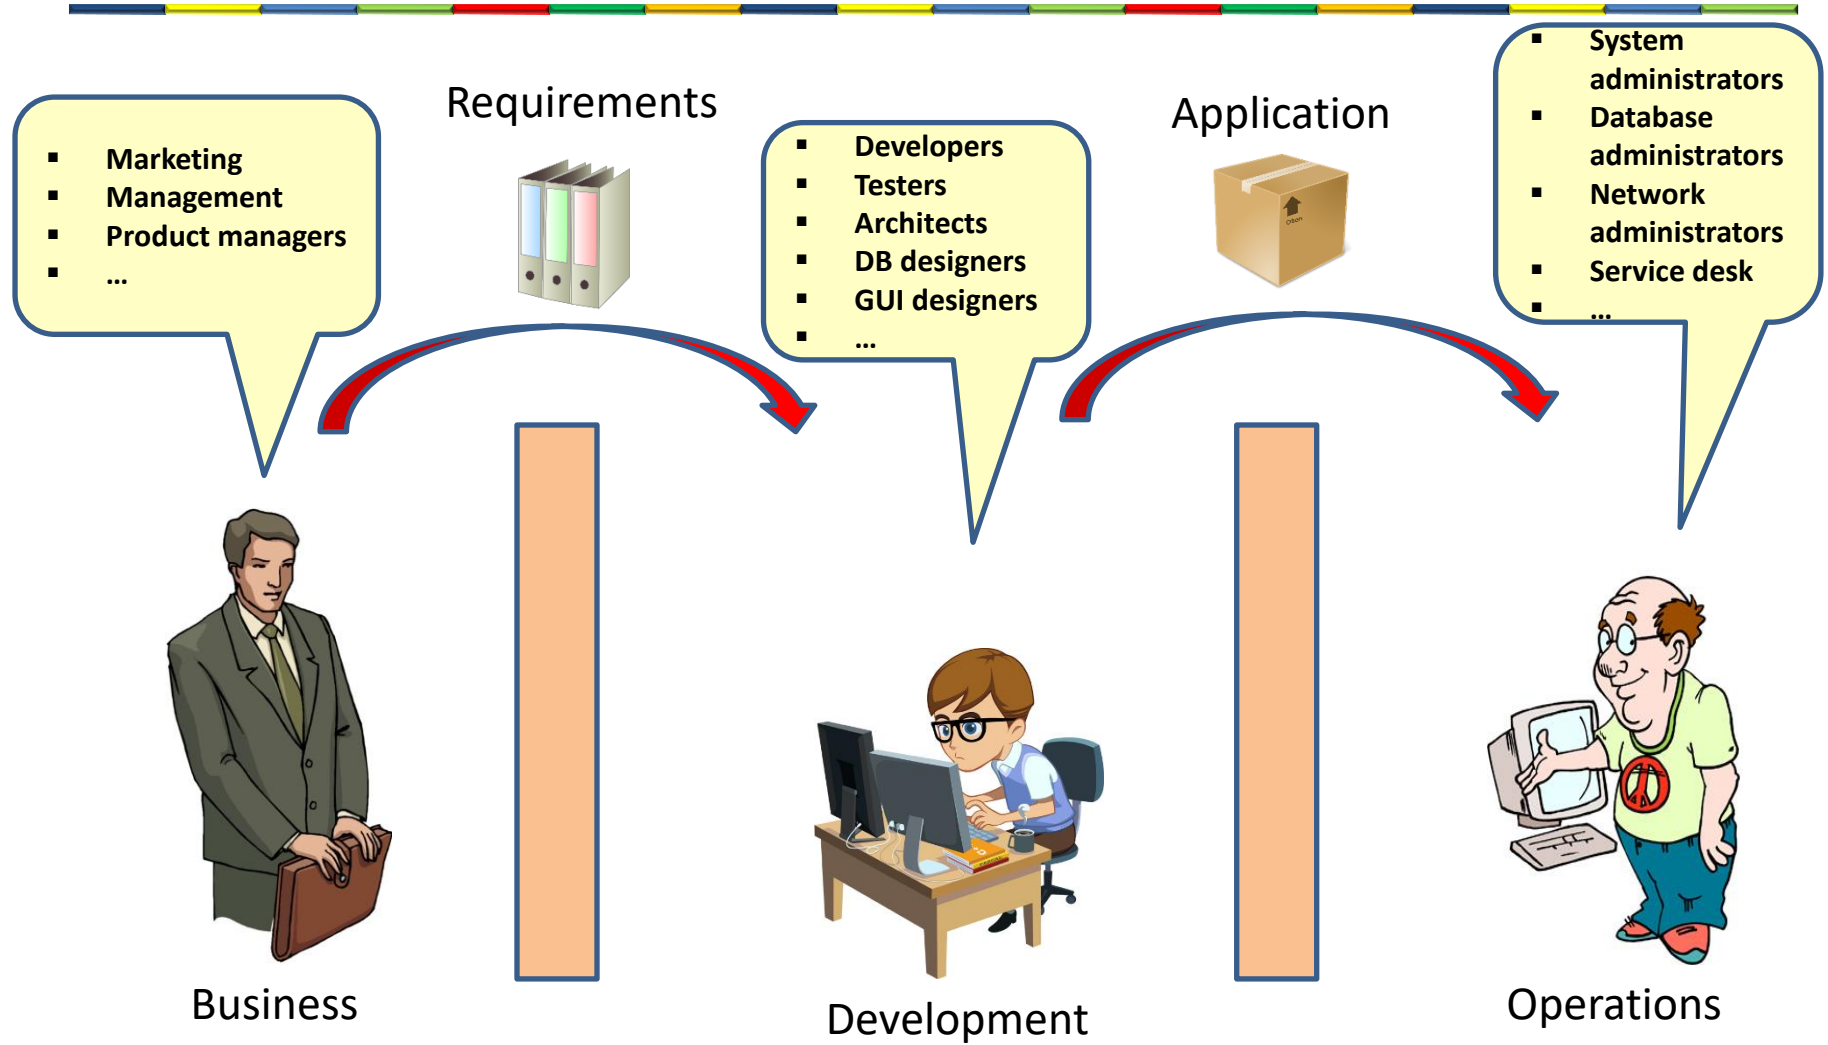 Requirements
Application
▪ Marketing
▪ Management
▪ Product managers
▪ ...
▪ Developers
▪ Testers
▪ Architects
▪ DB designers
▪ GUI designers
▪ ...
▪ System
administrators
▪ Database
administrators
▪ Network
administrators
▪ Service desk
▪ ...
Business
Development
Operations